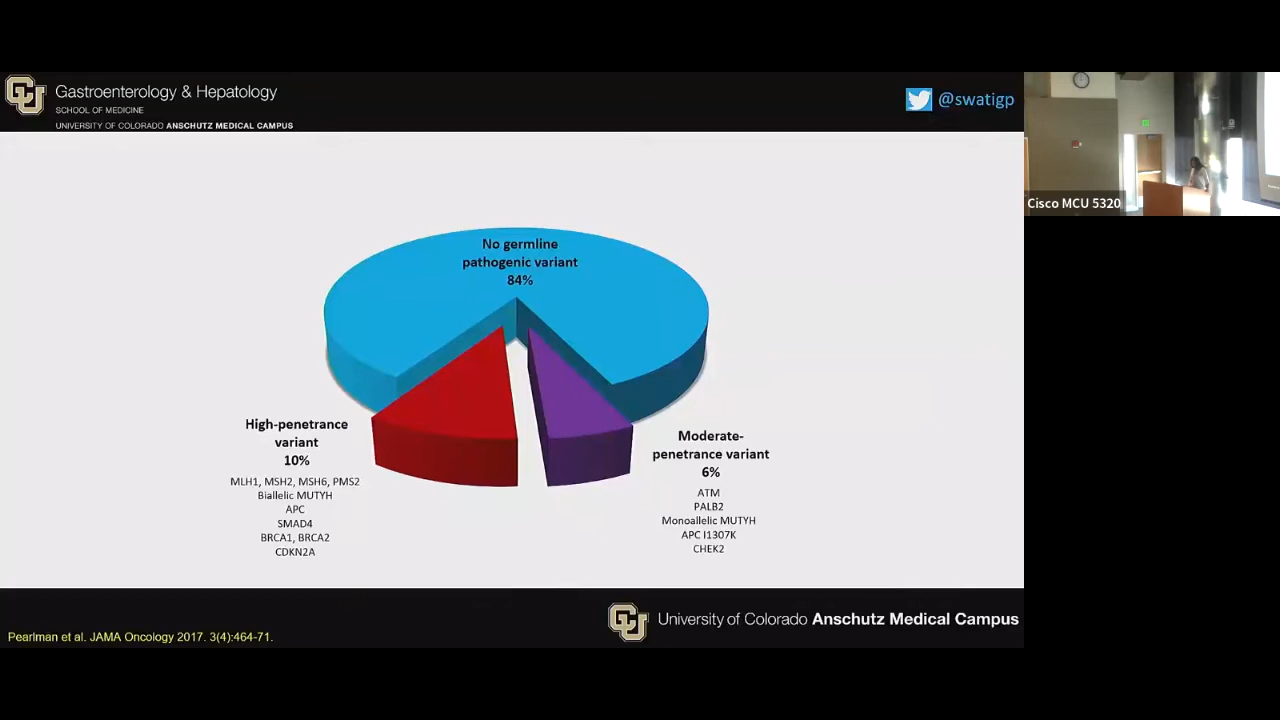 Gastroenterology & Hepatology
SCHOOL OF MEDICINE
UNIVERSITY OF COLORADO ANSCHUTZ MEDICAL CAMPUS
@swatigp
Cisco MCU 5320
No germline
pathogenic variant
84%
High-penetrance
variant
10%
MLH1, MSH2, MSH6, PMS2
Biallelic MUTYH
APC
SMAD4
BRCA1, BRCA2
CDKN2A
Moderate-
penetrance variant
6%
ATM
PALB2
Monoallelic MUTYH
APC I1307K
CHEK2
University of Colorado Anschutz Medical Campus
Pearlman et al. JAMA Oncology 2017. 3(4):464-71.